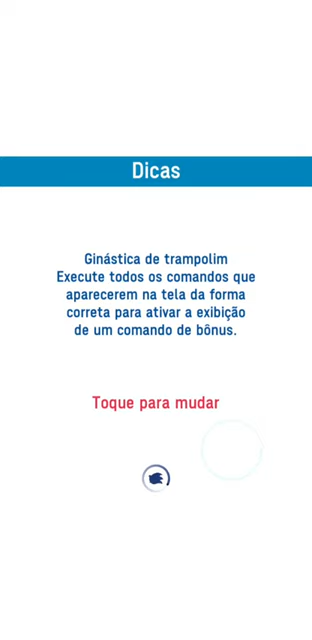 Dicas
Ginástica de trampolim
Execute todos os comandos que
aparecerem na tela da forma
correta para ativar a exibição
de um comando de bônus.
Toque para mudar